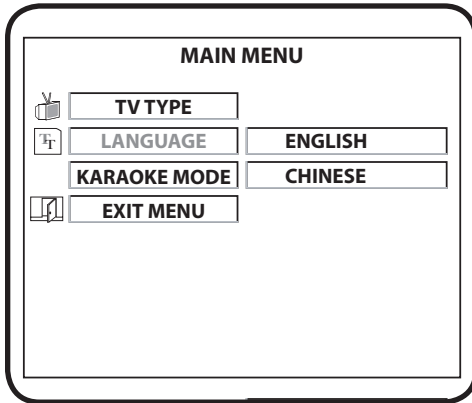 MAIN MENU
TV TYPE
LANGUAGE ENGLISH
KARAOKE MODE CHINESE
EXIT MENU